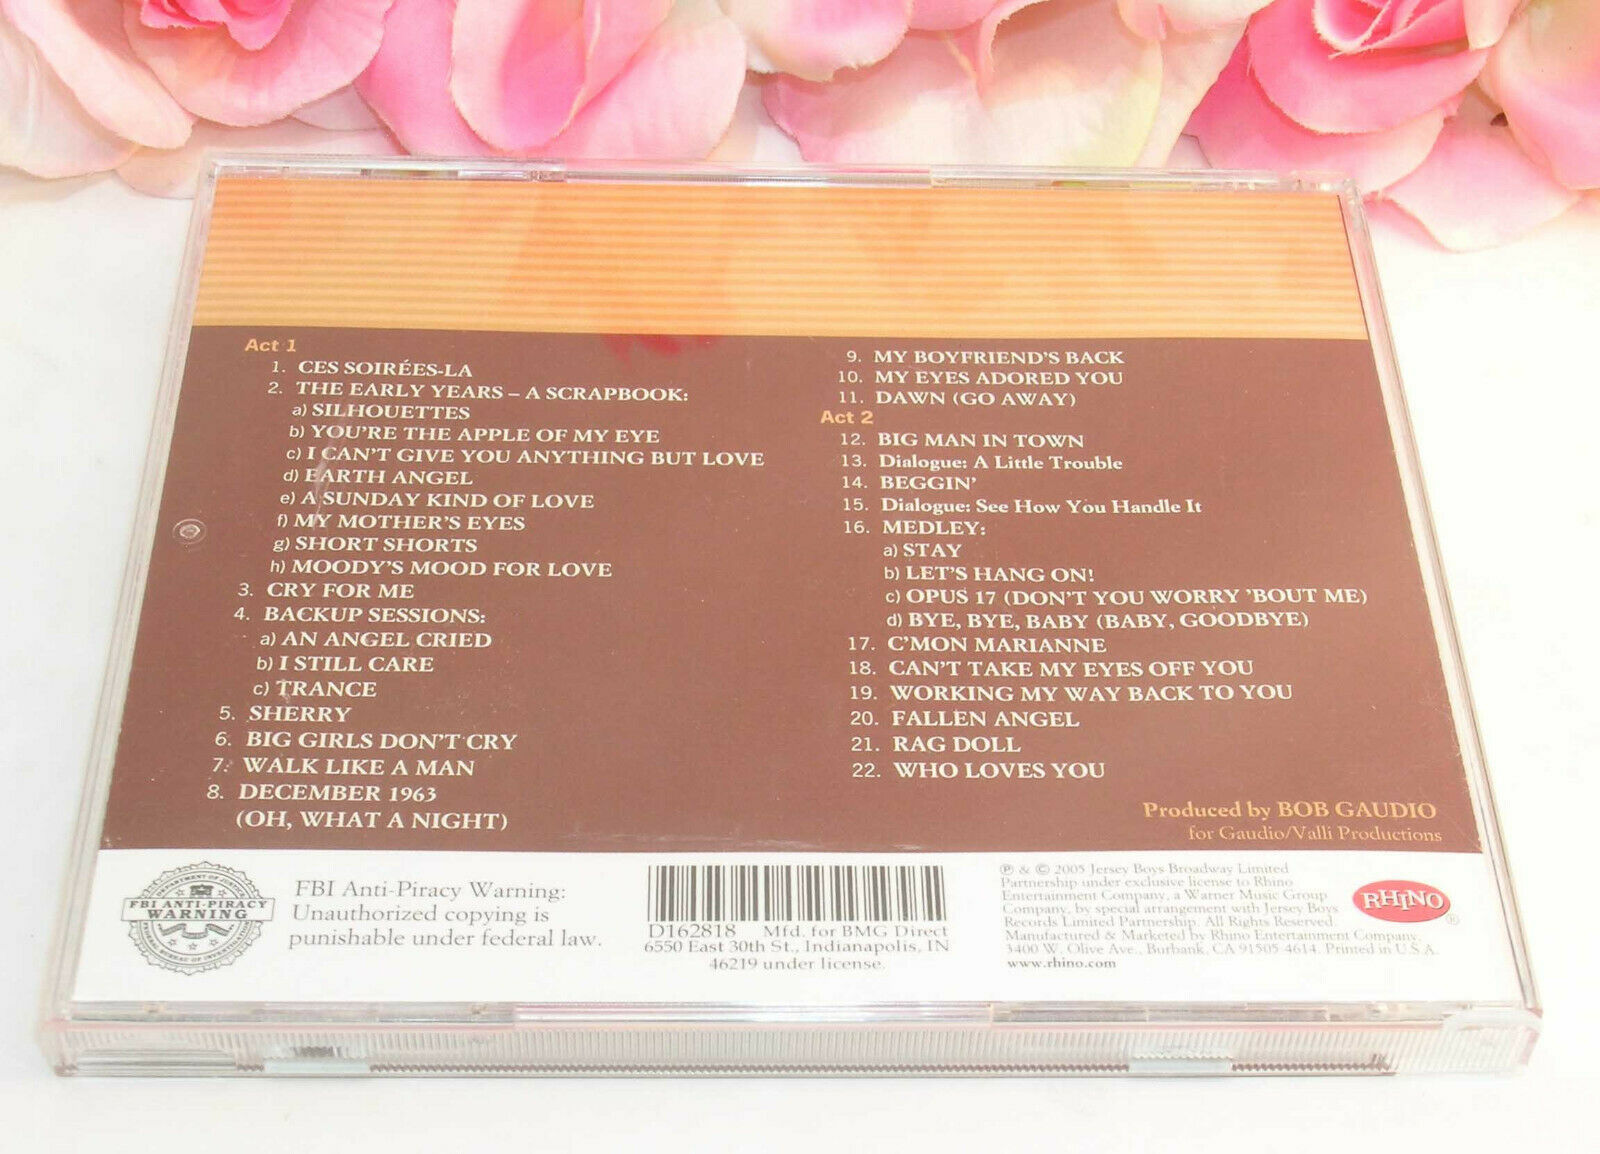 Act 1
1. CES SOIRÉES-LA
2. THE EARLY YEARS – A SCRAPBOOK:
a) SILHOUETTES
b) YOU'RE THE APPLE OF MY EYE
c) I CAN'T GIVE YOU ANYTHING BUT LOVE
d) EARTH ANGEL
e) A SUNDAY KIND OF LOVE
f) MY MOTHER'S EYES
g) SHORT SHORTS
h) MOODY'S MOOD FOR LOVE
3. CRY FOR ME
4. BACKUP SESSIONS:
a) AN ANGEL CRIED
b) I STILL CARE
c) TRANCE
5. SHERRY
6. BIG GIRLS DON'T CRY
7. WALK LIKE A MAN
8. DECEMBER 1963
(OH, WHAT A NIGHT)
9. MY BOYFRIEND'S BACK
10. MY EYES ADORED YOU
11. DAWN (GO AWAY)
Act 2
12. BIG MAN IN TOWN
13. Dialogue: A Little Trouble
14. BEGGIN'
15. Dialogue: See How You Handle It
16. MEDLEY:
a) STAY
b) LET'S HANG ON!
c) OPUS 17 (DON'T YOU WORRY 'BOUT ME)
d) BYE, BYE, BABY (BABY, GOODBYE)
17. C'MON MARIANNE
18. CAN'T TAKE MY EYES OFF YOU
19. WORKING MY WAY BACK TO YOU
20. FALLEN ANGEL
21. RAG DOLL
22. WHO LOVES YOU
Produced by BOB GAUDIO
for Gaudio/Valli Productions
DEPARTMENT OF JUSTICE
FBI ANTI-PIRACY
WARNING
FEDERAL BUREAU OF INVESTIGATION
FBI Anti-Piracy Warning:
Unauthorized copying is
punishable under federal law.
D162818 Mfd. for BMG Direct
6550 East 30th St., Indianapolis, IN
46219 under license.
℗ & © 2005 Jersey Boys Broadway Limited
Partnership under exclusive license to Rhino
Entertainment Company, a Warner Music Group
Company, by special arrangement with Jersey Boys
Records Limited Partnership. All Rights Reserved.
Manufactured & Marketed by Rhino Entertainment Company.
3400 W. Olive Ave., Burbank, CA 91505-4614. Printed in U.S.A.
www.rhino.com
RHINO ®